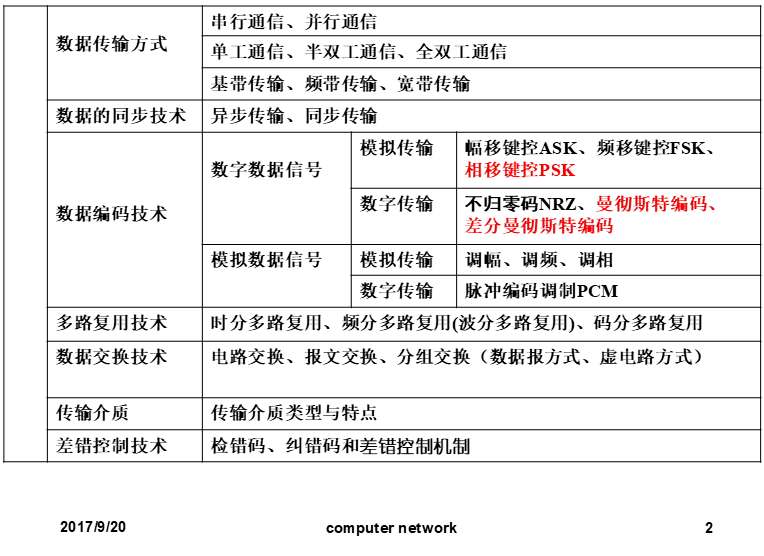 数据传输方式
串行通信、并行通信
单工通信、半双工通信、全双工通信
基带传输、频带传输、宽带传输
数据的同步技术
异步传输、同步传输
数据编码技术
数字数据信号
模拟传输
幅移键控ASK、频移键控FSK、
相移键控PSK
数字传输
不归零码NRZ、曼彻斯特编码、
差分曼彻斯特编码
模拟数据信号
模拟传输
调幅、调频、调相
数字传输
脉冲编码调制PCM
多路复用技术
时分多路复用、频分多路复用(波分多路复用)、码分多路复用
数据交换技术
电路交换、报文交换、分组交换（数据报方式、虚电路方式）
传输介质
传输介质类型与特点
差错控制技术
检错码、纠错码和差错控制机制
2017/9/20
computer network
2